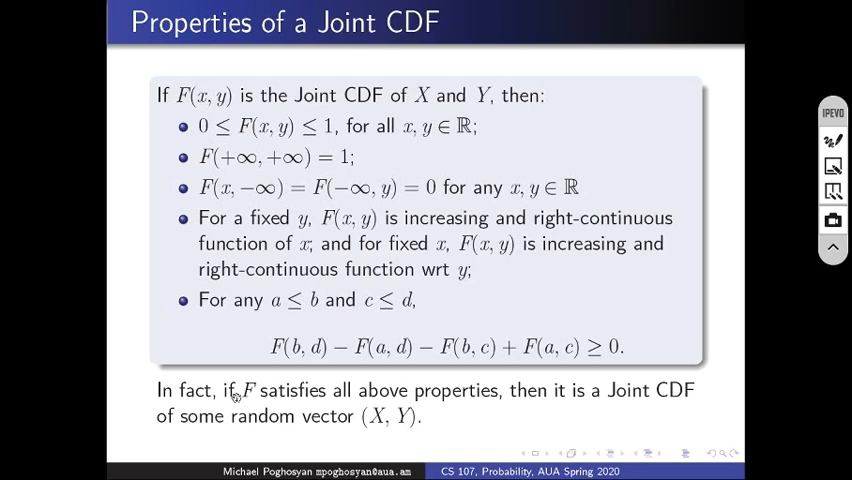 Properties of a Joint CDF
If F(x, y) is the Joint CDF of X and Y, then:
0 ≤ F(x, y) ≤ 1, for all x, y ∈ ℝ;
F(+∞, +∞) = 1;
F(x, −∞) = F(−∞, y) = 0 for any x, y ∈ ℝ
For a fixed y, F(x, y) is increasing and right-continuous
function of x; and for fixed x, F(x, y) is increasing and
right-continuous function wrt y;
For any a ≤ b and c ≤ d,
F(b, d) − F(a, d) − F(b, c) + F(a, c) ≥ 0.
In fact, if F satisfies all above properties, then it is a Joint CDF
of some random vector (X, Y).
Michael Poghosyan mpoghosyan@aua.am CS 107, Probability, AUA Spring 2020
IPEVO